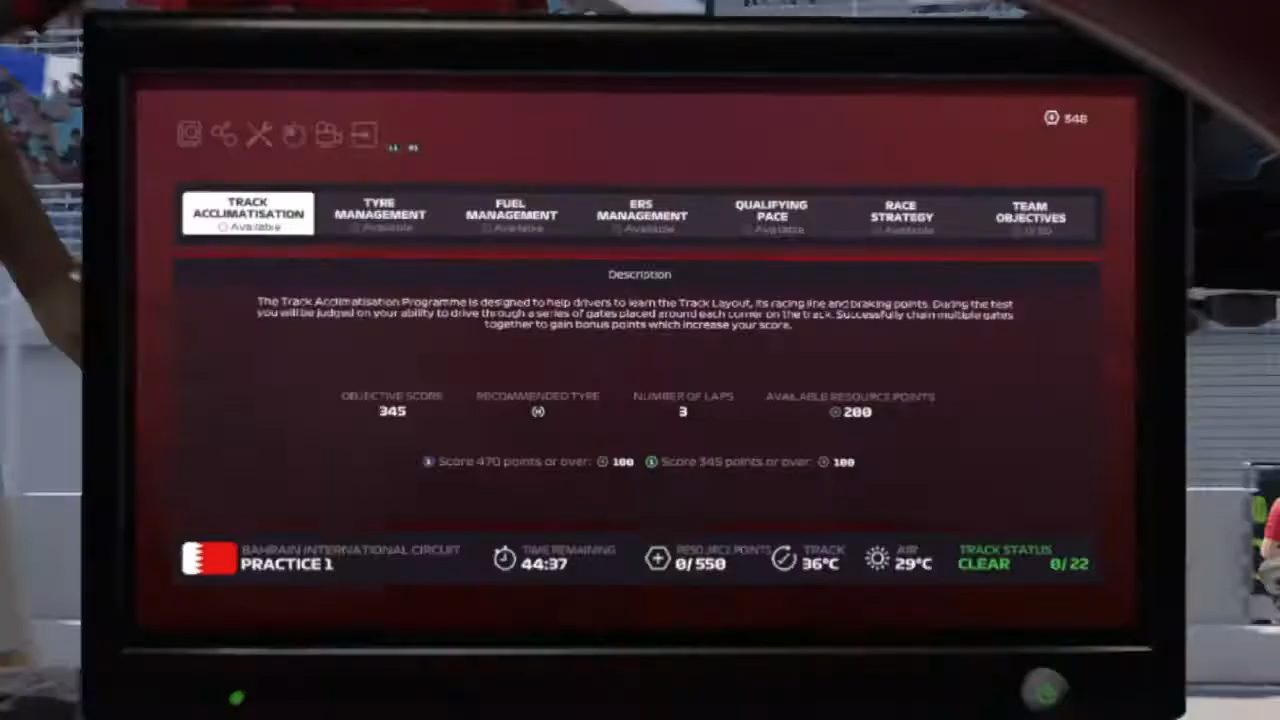 348
TRACK ACCLIMATISATION
Available
TYRE MANAGEMENT
Available
FUEL MANAGEMENT
Available
ERS MANAGEMENT
Available
QUALIFYING PACE
Available
RACE STRATEGY
Available
TEAM OBJECTIVES
Description
The Track Acclimatisation Programme is designed to help drivers to learn the Track Layout, its racing line and braking points. During the test
you will be judged on your ability to drive through a series of gates placed around each corner on the track. Successfully chain multiple gates
together to gain bonus points which increase your score.
OBJECTIVE SCORE RECOMMENDED TYRE NUMBER OF LAPS AVAILABLE RESOURCE POINTS
345 (H) 3 200
Score 470 points or over: 100 Score 345 points or over: 100
BAHRAIN INTERNATIONAL CIRCUIT TIME REMAINING RESOURCE POINTS TRACK AIR TRACK STATUS
PRACTICE 1 44:37 0/550 36°C 29°C CLEAR 0/22